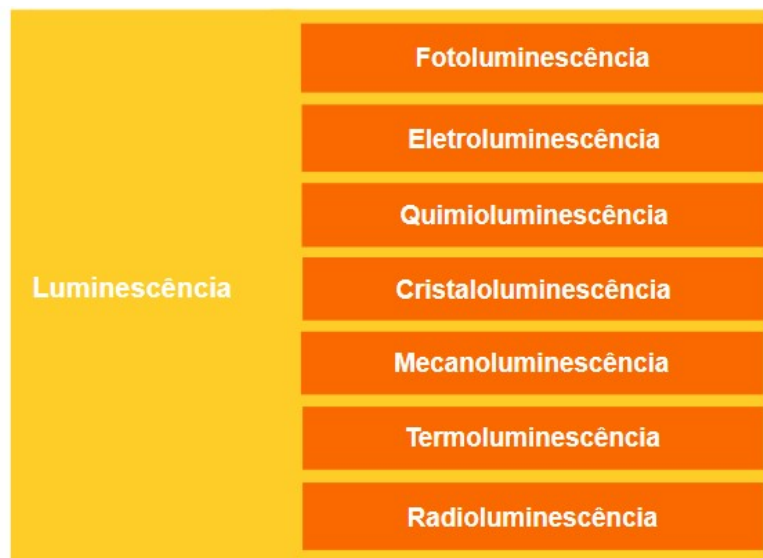 Luminescência
Fotoluminescência
Eletroluminescência
Quimioluminescência
Cristaloluminescência
Mecanoluminescência
Termoluminescência
Radioluminescência